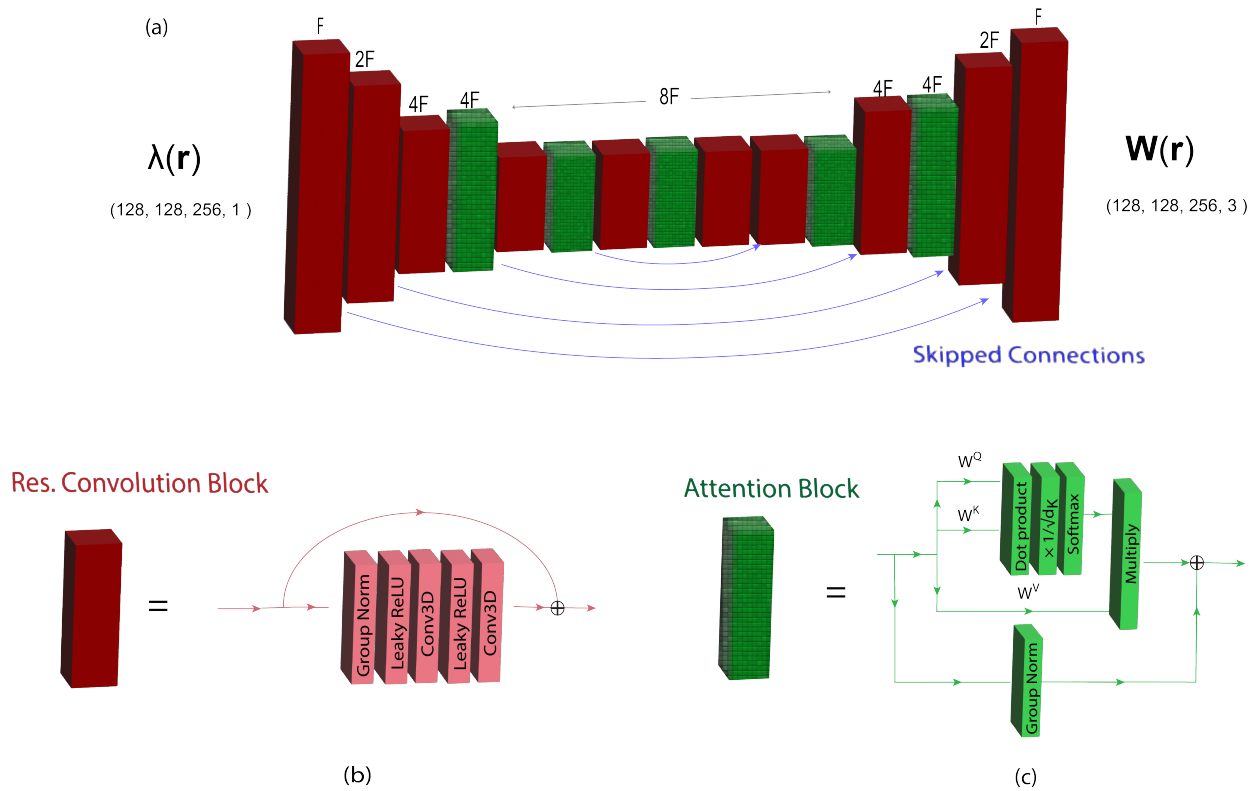 (a)
F
2F
4F
4F
8F
4F
4F
2F
F
λ(r)
(128, 128, 256, 1 )
W(r)
(128, 128, 256, 3 )
Skipped Connections
Res. Convolution Block
=
Group Norm
Leaky ReLU
Conv3D
Leaky ReLU
Conv3D
(b)
Attention Block
=
W^Q
W^K
W^V
Dot product
× 1/√d_K
Softmax
Multiply
Group Norm
(c)